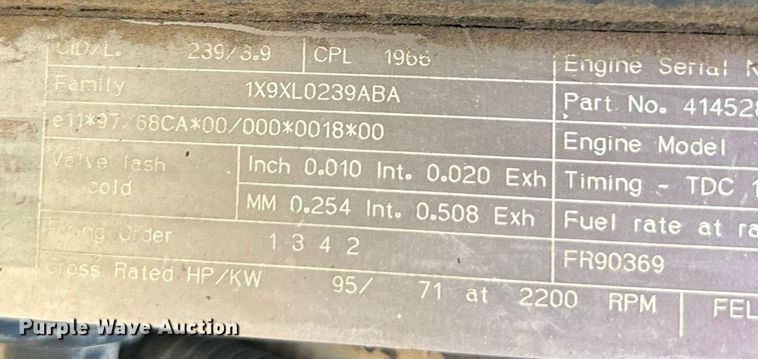 CID/L. 239/3.9 CPL 1966 Engine Serial
Family 1X9XL0239ABA Part No. 414528
e11*97/68CA*00/000*0018*00 Engine Model
Valve lash cold Inch 0.010 Int. 0.020 Exh Timing - TDC
MM 0.254 Int. 0.508 Exh Fuel rate at ra
Firing Order 1 3 4 2 FR90369
Gross Rated HP/KW 95/ 71 at 2200 RPM FEL
Purple Wave Auction